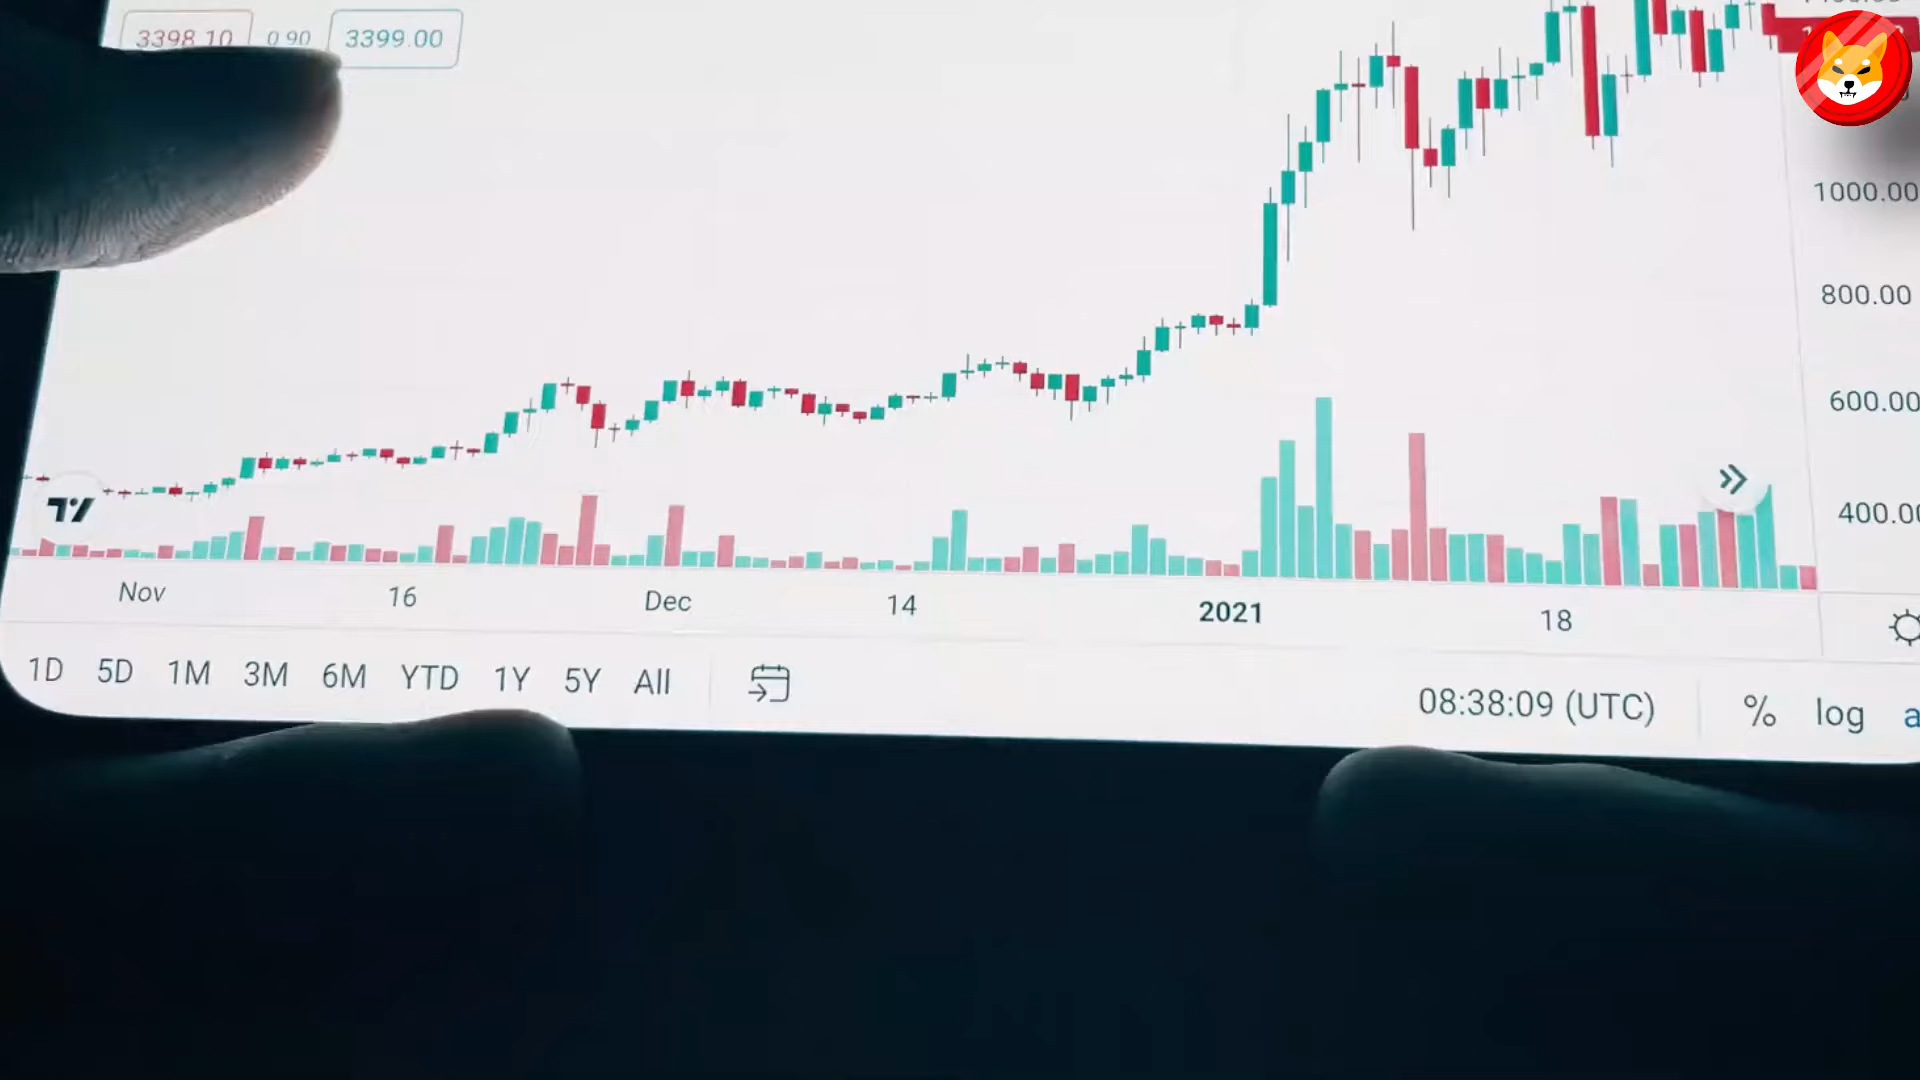 3398.10 0.90 3399.00
1000.00
800.00
600.00
400.00
Nov 16 Dec 14 2021 18
1D 5D 1M 3M 6M YTD 1Y 5Y All
08:38:09 (UTC) % log